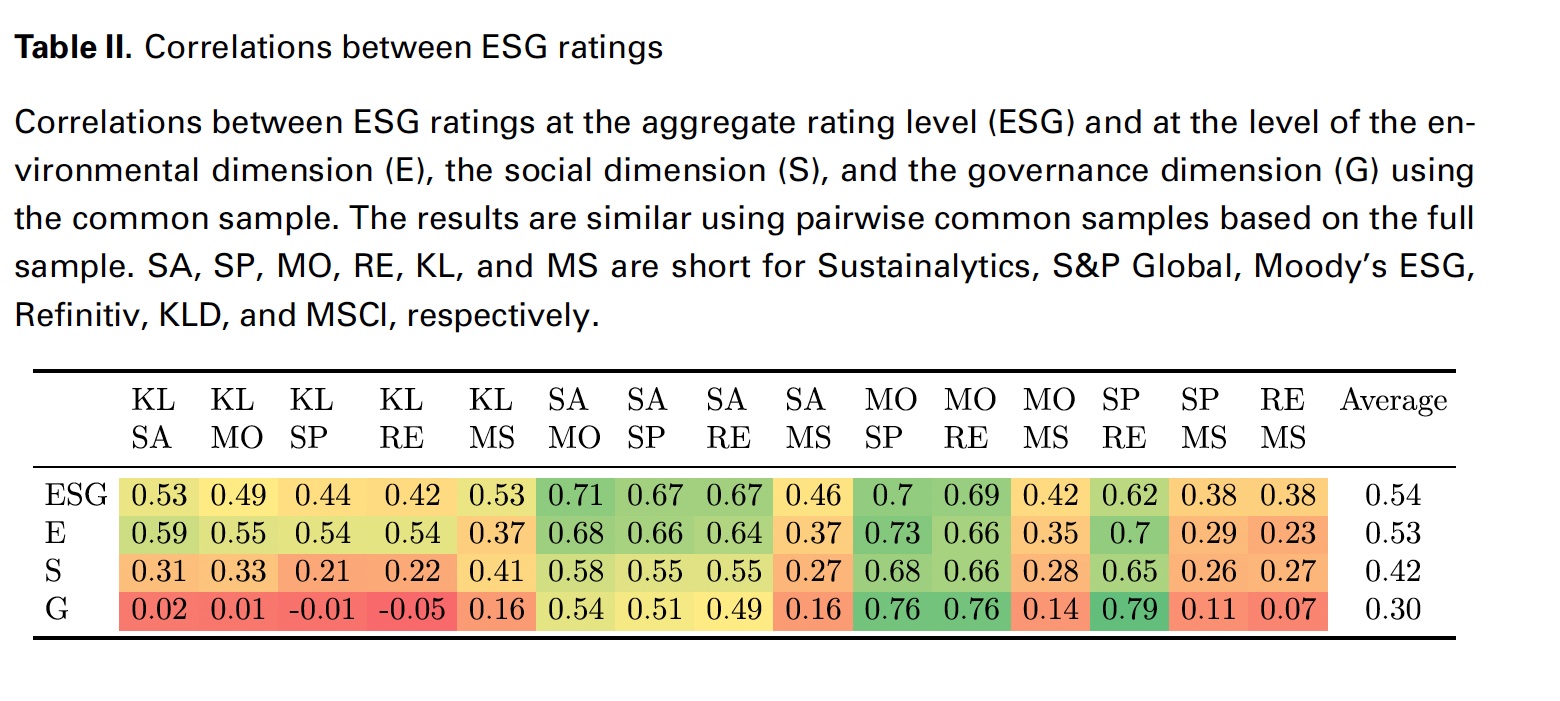 Table II. Correlations between ESG ratings
Correlations between ESG ratings at the aggregate rating level (ESG) and at the level of the en-
vironmental dimension (E), the social dimension (S), and the governance dimension (G) using
the common sample. The results are similar using pairwise common samples based on the full
sample. SA, SP, MO, RE, KL, and MS are short for Sustainalytics, S&P Global, Moody’s ESG,
Refinitiv, KLD, and MSCI, respectively.
KL KL KL KL KL SA SA SA SA MO MO MO SP SP RE Average
SA MO SP RE MS MO SP RE MS SP RE MS RE MS MS
ESG 0.53 0.49 0.44 0.42 0.53 0.71 0.67 0.67 0.46 0.7 0.69 0.42 0.62 0.38 0.38 0.54
E 0.59 0.55 0.54 0.54 0.37 0.68 0.66 0.64 0.37 0.73 0.66 0.35 0.7 0.29 0.23 0.53
S 0.31 0.33 0.21 0.22 0.41 0.58 0.55 0.55 0.27 0.68 0.66 0.28 0.65 0.26 0.27 0.42
G 0.02 0.01 -0.01 -0.05 0.16 0.54 0.51 0.49 0.16 0.76 0.76 0.14 0.79 0.11 0.07 0.30